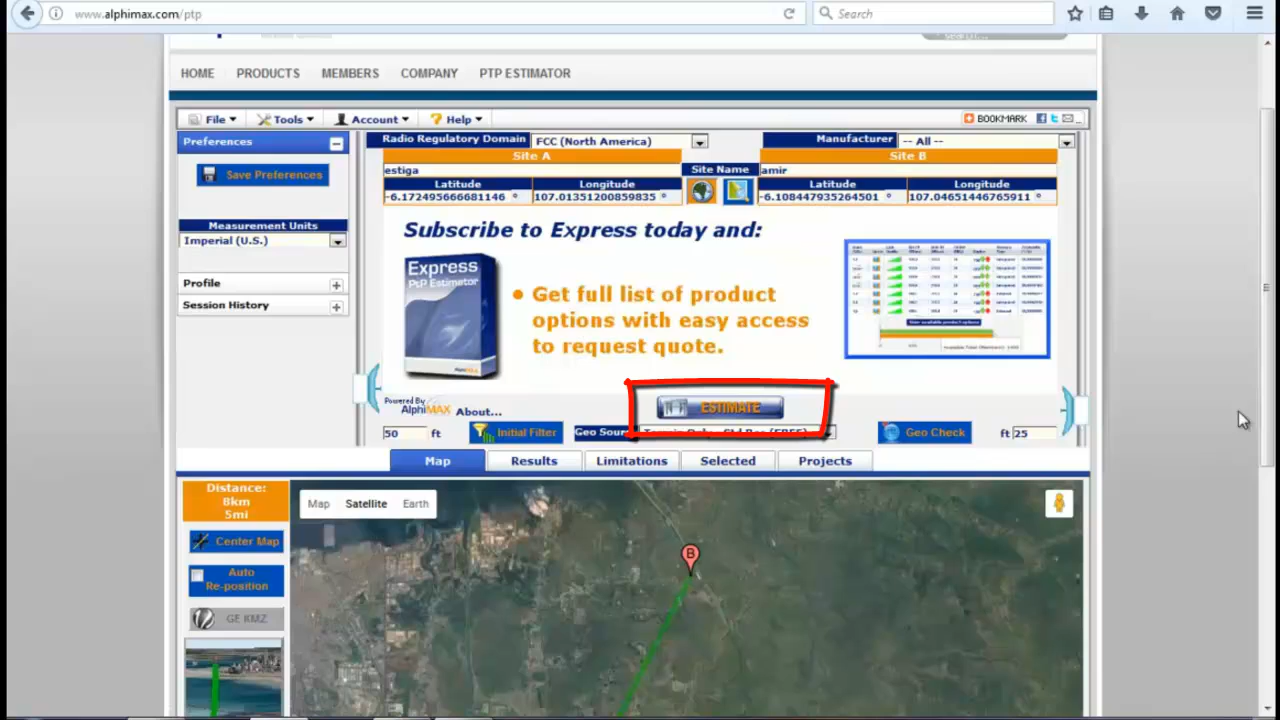 www.alphimax.com/ptp
Search
search...
HOME PRODUCTS MEMBERS COMPANY PTP ESTIMATOR
File Tools Account Help
BOOKMARK
Preferences
Radio Regulatory Domain FCC (North America) Manufacturer -- All --
Site A Site B
Save Preferences
estiga Site Name amir
Latitude Longitude Latitude Longitude
-6.172495666681146 ° 107.01351200859835 ° -6.108447935264501 ° 107.04651446765911 °
Measurement Units
Imperial (U.S.)
Subscribe to Express today and:
Express
PtP Estimator
• Get full list of product
options with easy access
to request quote.
Profile
Session History
Powered By
AlphiMAX About...
ESTIMATE
50 ft Initial Filter Geo Check ft 25
Map Results Limitations Selected Projects
Distance:
8km
5mi
Map Satellite Earth
Center Map
Auto
Re-position
GE KMZ
B